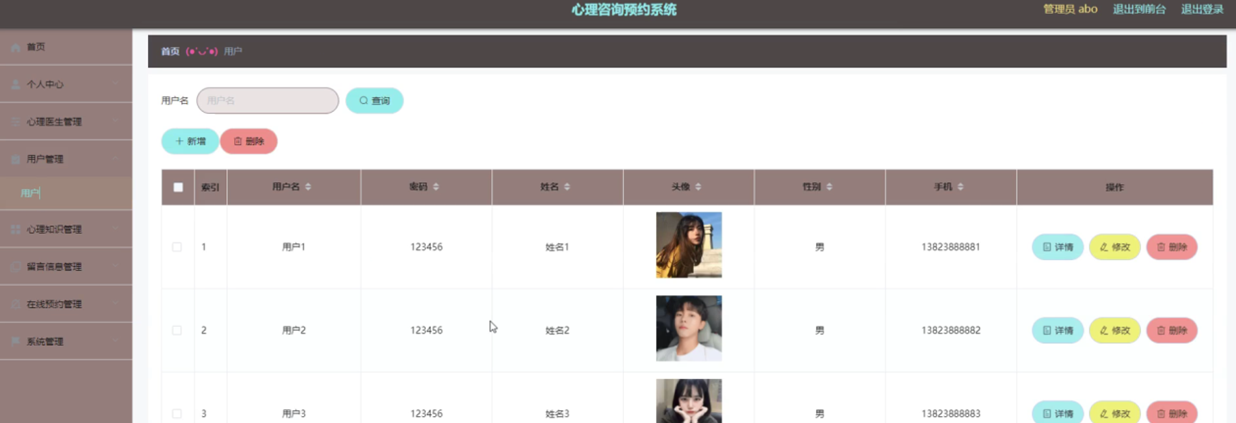 心理咨询预约系统
管理员 abo 退出到前台 退出登录
首页
个人中心
心理医生管理
用户管理
用户
心理知识管理
留言信息管理
在线预约管理
系统管理
首页 (●'◡'●) 用户
用户名 用户名 查询
+ 新增 删除
索引 用户名 密码 姓名 头像 性别 手机 操作
1 用户1 123456 姓名1 男 13823888881 详情 修改 删除
2 用户2 123456 姓名2 男 13823888882 详情 修改 删除
3 用户3 123456 姓名3 男 13823888883 详情 修改 删除